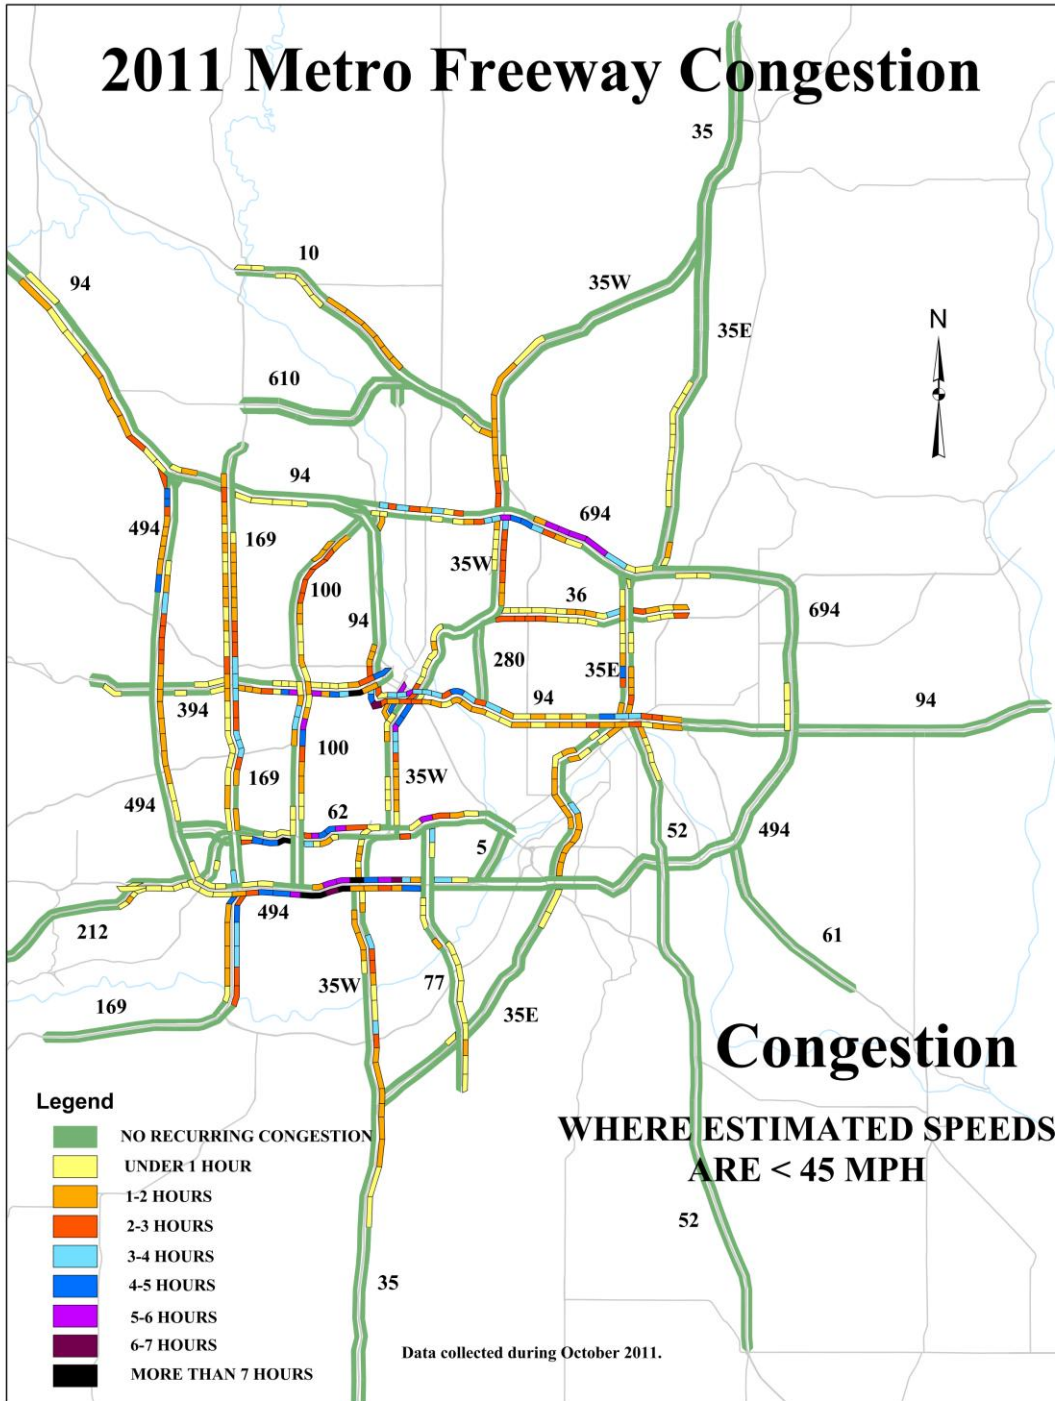 2011 Metro Freeway Congestion
35
10
94
35W
35E
N
610
94
694
494
169
35W
100
36
694
94
280
35E
394
94
94
100
35W
169
494
62
52
494
5
494
212
61
35W
77
35E
169
Congestion
Legend
NO RECURRING CONGESTION
WHERE ESTIMATED SPEEDS
UNDER 1 HOUR
ARE < 45 MPH
1-2 HOURS
2-3 HOURS
52
3-4 HOURS
4-5 HOURS
35
5-6 HOURS
6-7 HOURS
Data collected during October 2011.
MORE THAN 7 HOURS